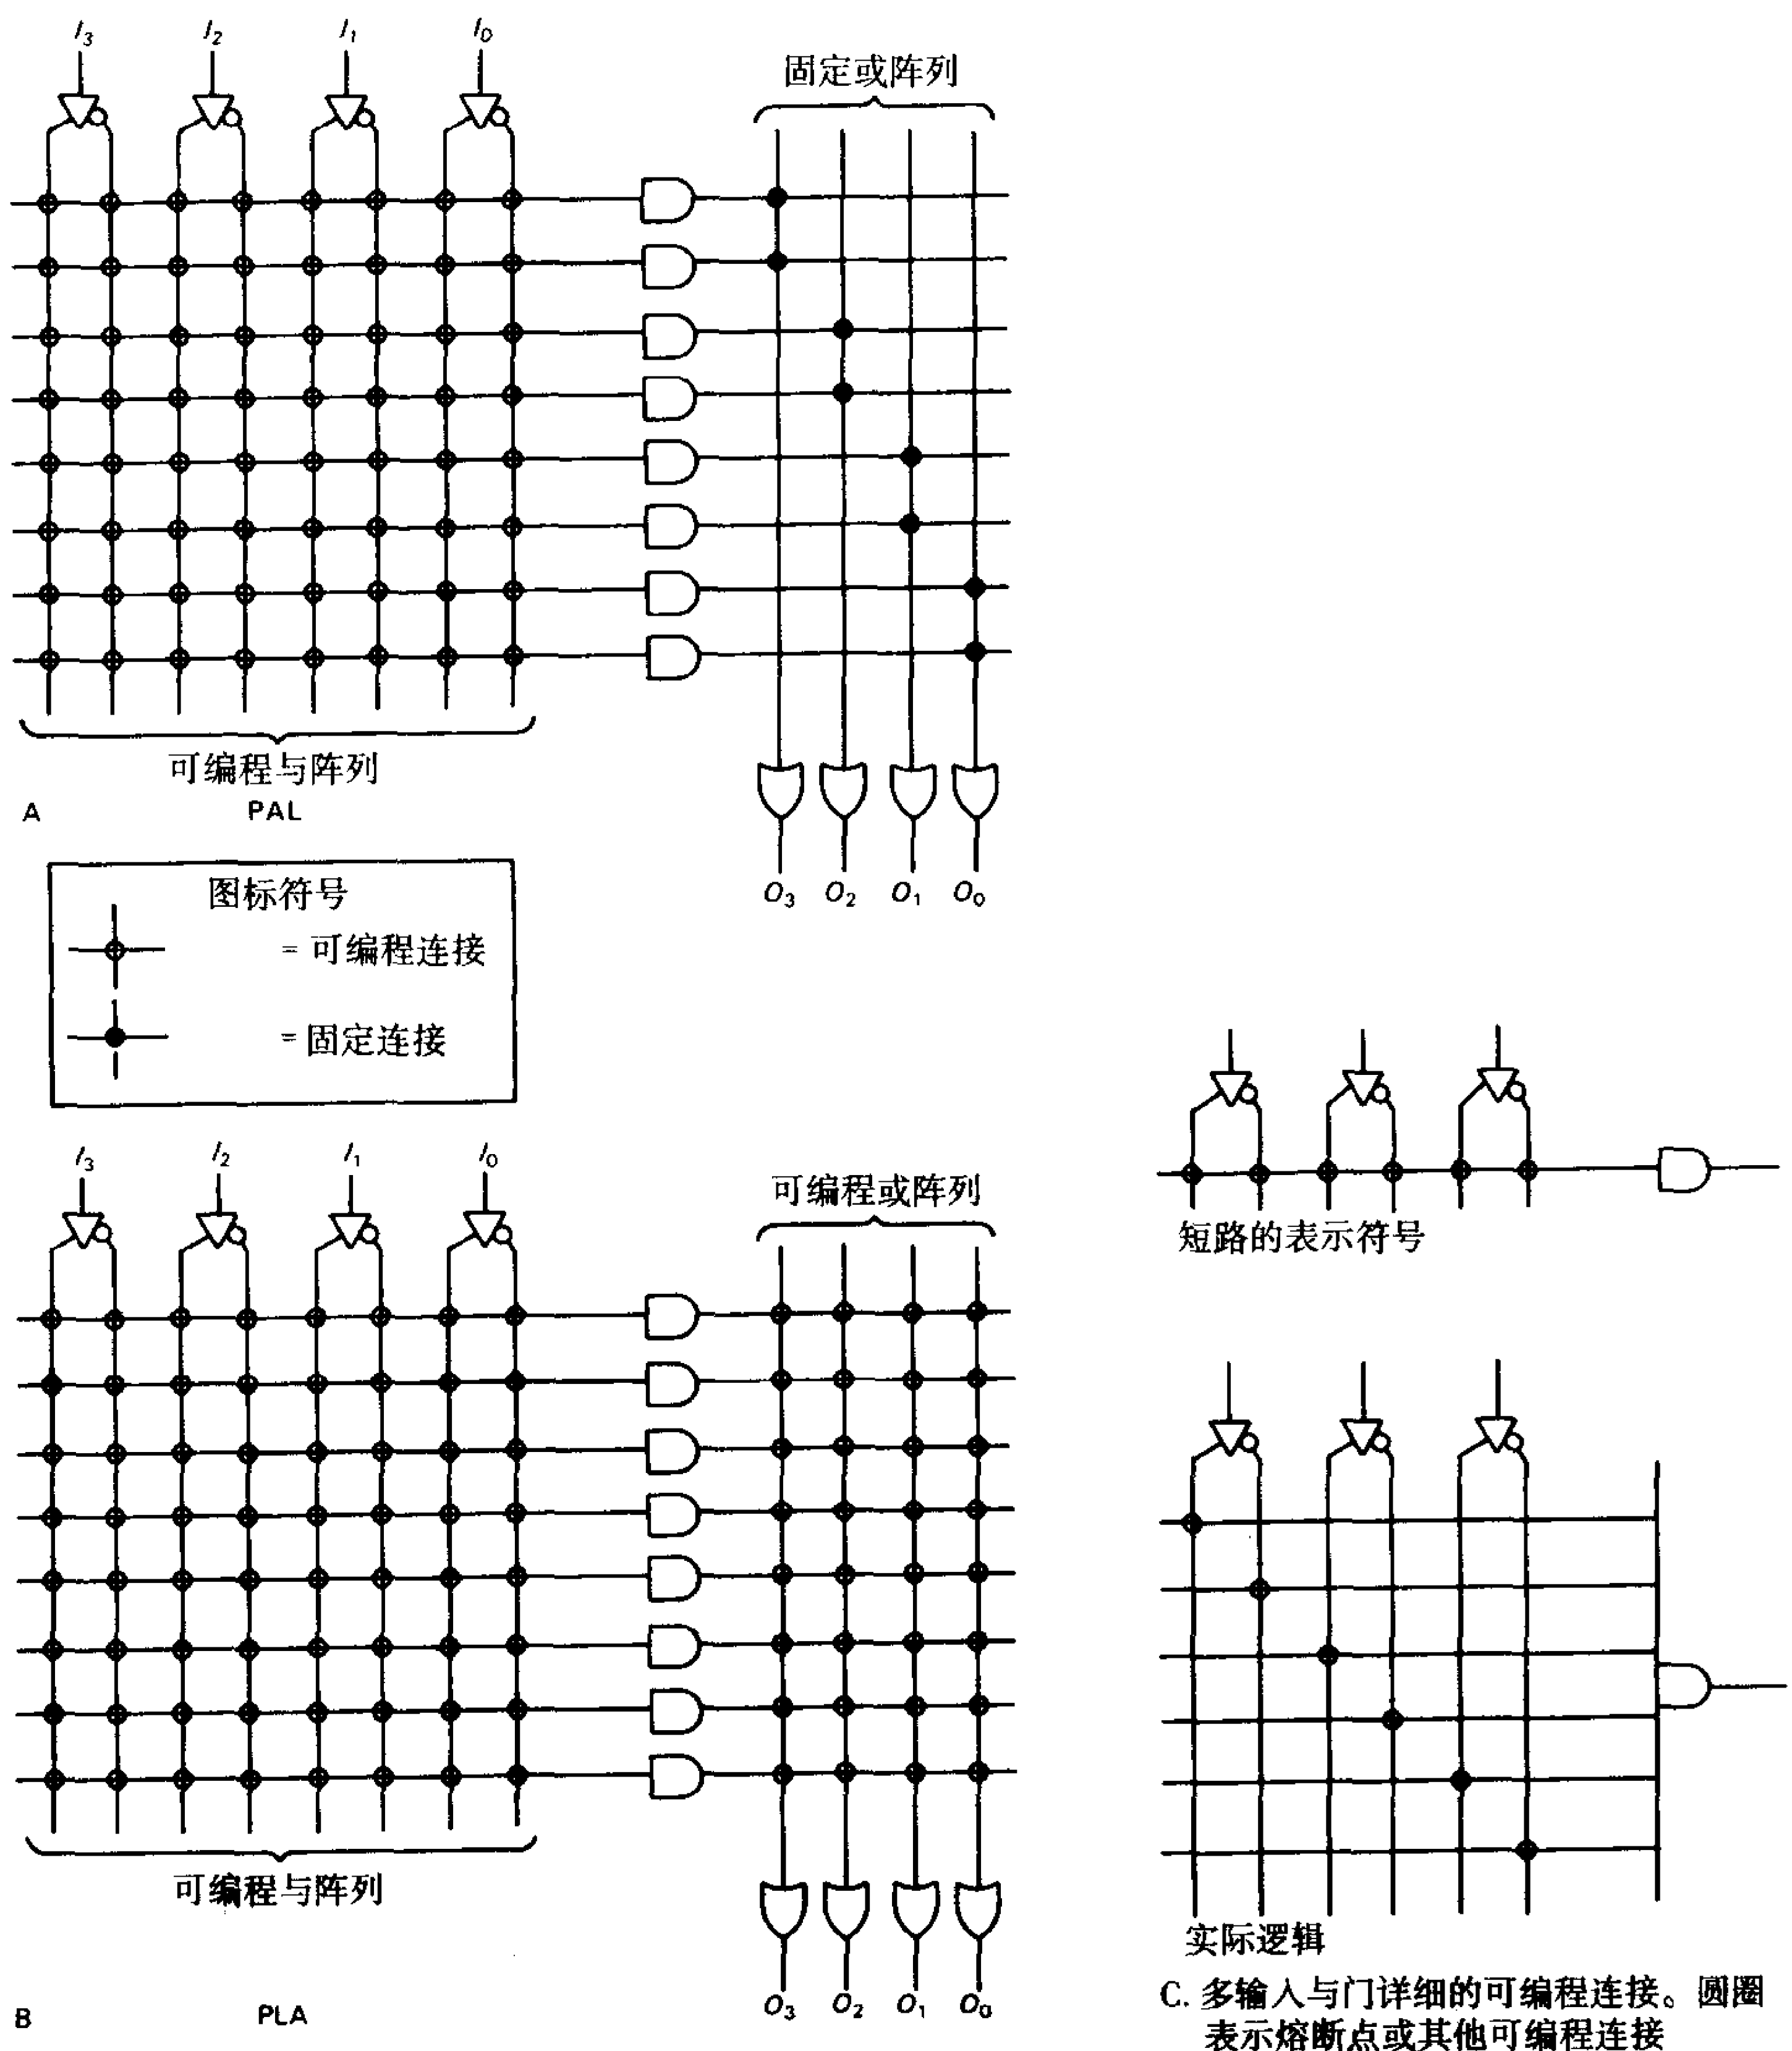 I3 I2 I1 I0
固定或阵列
可编程与阵列
A PAL
O3 O2 O1 O0
图标符号
= 可编程连接
= 固定连接
I3 I2 I1 I0
可编程或阵列
可编程与阵列
B PLA
O3 O2 O1 O0
短路的表示符号
实际逻辑
C. 多输入与门详细的可编程连接。圆圈
表示熔断点或其他可编程连接